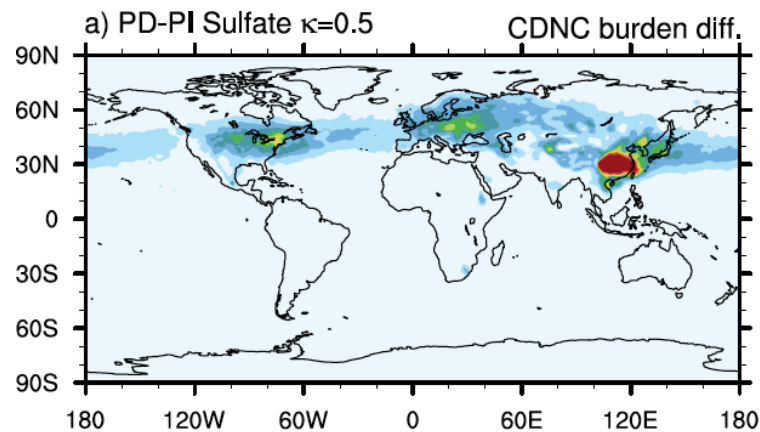 a) PD-PI Sulfate κ=0.5 CDNC burden diff.
90N
60N
30N
0
30S
60S
90S
180 120W 60W 0 60E 120E 180